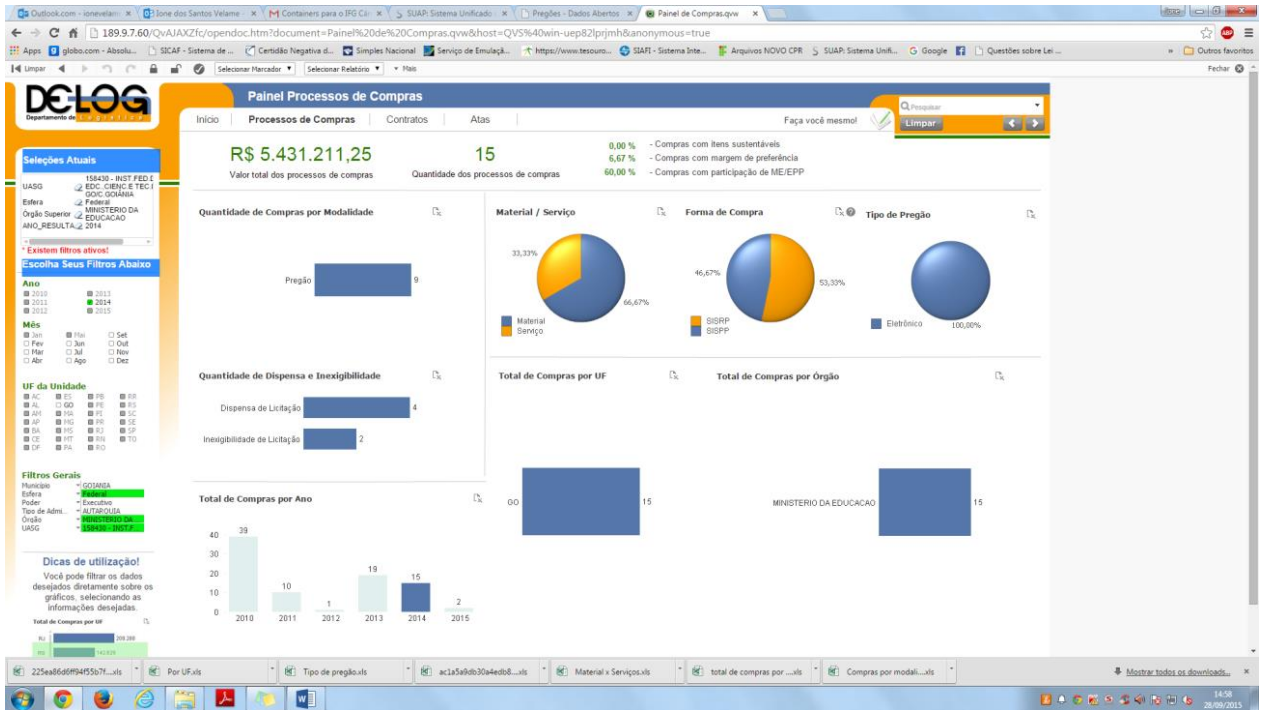 Outlook.com - ionevelam
Ione dos Santos Velame -
Containers para o IFG Câr
SUAP: Sistema Unificado
Pregões - Dados Abertos
Painel de Compras.qvw
189.9.7.60/QvAJAXZfc/opendoc.htm?document=Painel%20de%20Compras.qvw&host=QVS%40win-uep82lprjmh&anonymous=true
Apps
globo.com - Absolu...
SICAF - Sistema de ...
Certidão Negativa d...
Simples Nacional
Serviço de Emulaçã...
https://www.tesouro...
SIAFI - Sistema Inte...
Arquivos NOVO CPR
SUAP: Sistema Unifi...
Google
Questões sobre Lei ...
Outros favoritos
Limpar
Selecionar Marcador
Selecionar Relatório
Mais
Fechar
DELOG
Departamento de Logística
Painel Processos de Compras
Início
Processos de Compras
Contratos
Atas
Faça você mesmo!
Pesquisar
Limpar
Seleções Atuais
UASG 158430 - INST.FED.D
EDC.,CIENC.E TEC.I
GO/C.GOIÂNIA
Esfera Federal
Órgão Superior MINISTERIO DA
EDUCACAO
ANO_RESULTA 2014
* Existem filtros ativos!
Escolha Seus Filtros Abaixo
Ano
2010 2013
2011 2014
2012 2015
Mês
Jan Mai Set
Fev Jun Out
Mar Jul Nov
Abr Ago Dez
UF da Unidade
AC ES PB RR
AL GO PE RS
AM MA PI SC
AP MG PR SE
BA MS RJ SP
CE MT RN TO
DF PA RO
Filtros Gerais
Município GOIANIA
Esfera Federal
Poder Executivo
Tipo de Admi... AUTARQUIA
Órgão MINISTERIO DA
UASG 158430 - INST.F
Dicas de utilização!
Você pode filtrar os dados
desejados diretamente sobre os
gráficos, selecionando as
informações desejadas.
Total de Compras por UF
RJ
R$ 5.431.211,25
Valor total dos processos de compras
15
Quantidade dos processos de compras
0,00 % - Compras com itens sustentáveis
6,67 % - Compras com margem de preferência
60,00 % - Compras com participação de ME/EPP
Quantidade de Compras por Modalidade
Pregão 9
Material / Serviço
33,33%
66,67%
Material
Serviço
Forma de Compra
46,67%
53,33%
SISRP
SISPP
Tipo de Pregão
Eletrônico
100,00%
Quantidade de Dispensa e Inexigibilidade
Dispensa de Licitação 4
Inexigibilidade de Licitação 2
Total de Compras por UF
GO 15
Total de Compras por Órgão
MINISTERIO DA EDUCACAO 15
Total de Compras por Ano
40
30
20
10
0
39
10
1
19
15
2
2010 2011 2012 2013 2014 2015
225ea86d6ff94f55b7f....xls
Por UF.xls
Tipo de pregão.xls
ac1a5a9db30a4edb8....xls
Material x Serviços.xls
total de compras por ....xls
Compras por modali....xls
Mostrar todos os downloads...
14:58
28/09/2015